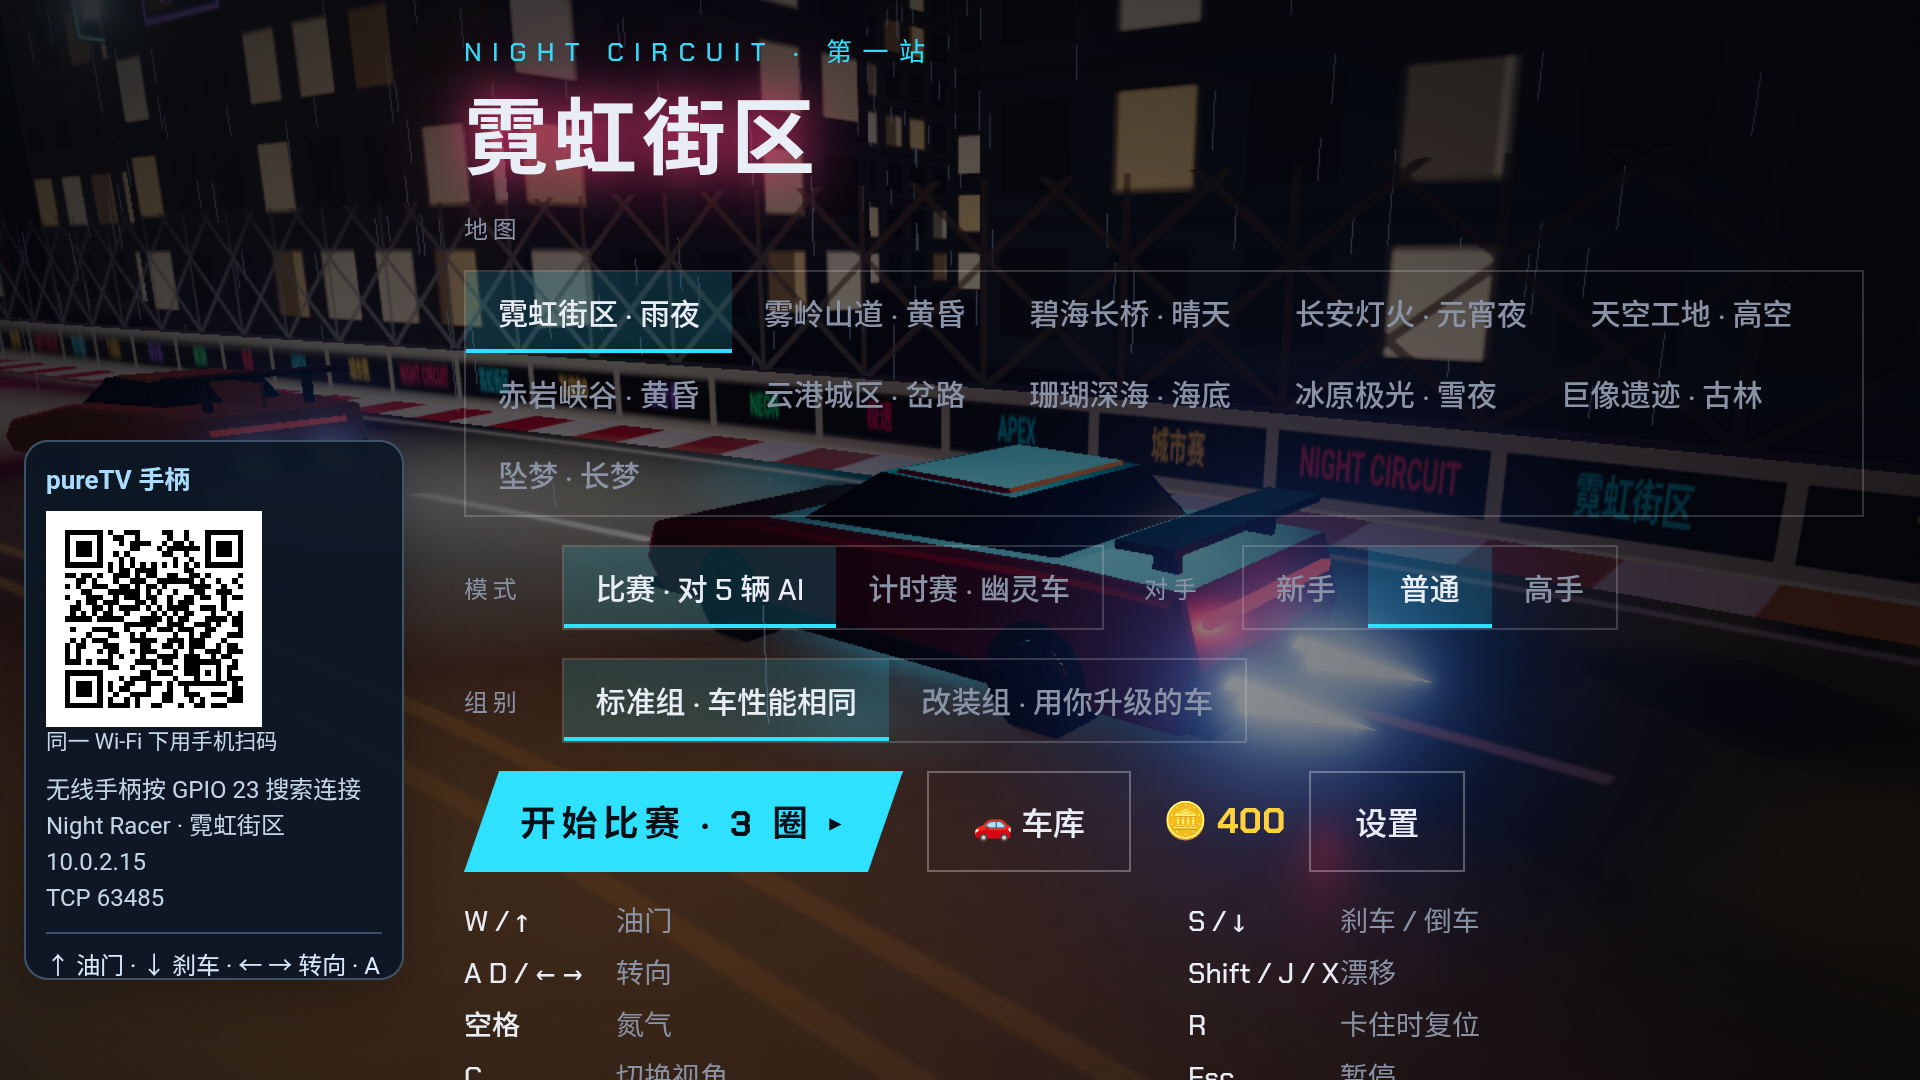 NIGHT CIRCUIT · 第一站
霓虹街区
地图
霓虹街区 · 雨夜
雾岭山道 · 黄昏
碧海长桥 · 晴天
长安灯火 · 元宵夜
天空工地 · 高空
赤岩峡谷 · 黄昏
云港城区 · 岔路
珊瑚深海 · 海底
冰原极光 · 雪夜
巨像遗迹 · 古林
坠梦 · 长梦
NIGHT CIRCUIT
APEX
城市赛
NIGHT CIRCUIT
霓虹街区
模式
比赛 · 对 5 辆 AI
计时赛 · 幽灵车
对手
新手
普通
高手
组别
标准组 · 车性能相同
改装组 · 用你升级的车
开始比赛 · 3 圈 ▸
🚗 车库
400
设置
W / ↑ 油门
S / ↓ 刹车 / 倒车
A D / ← → 转向
Shift / J / X 漂移
空格 氮气
R 卡住时复位
C 切换视角
Esc 暂停
pureTV 手柄
同一 Wi-Fi 下用手机扫码
无线手柄按 GPIO 23 搜索连接
Night Racer · 霓虹街区
10.0.2.15
TCP 63485
↑ 油门 · ↓ 刹车 · ← → 转向 · A